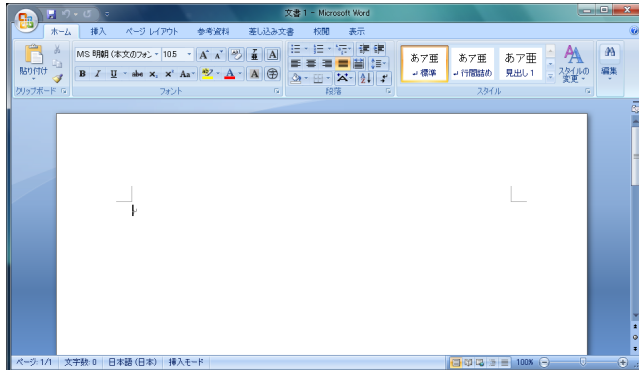 文書 1 - Microsoft Word
ホーム 挿入 ページ レイアウト 参考資料 差し込み文書 校閲 表示
MS 明朝 (本文のフォン 10.5
貼り付け
B I U abe x₂ x² Aa
あア亜 あア亜 あア亜
標準 行間詰め 見出し 1
スタイルの変更 編集
クリップボード フォント 段落 スタイル
ページ: 1/1 文字数: 0 日本語 (日本) 挿入モード 100%